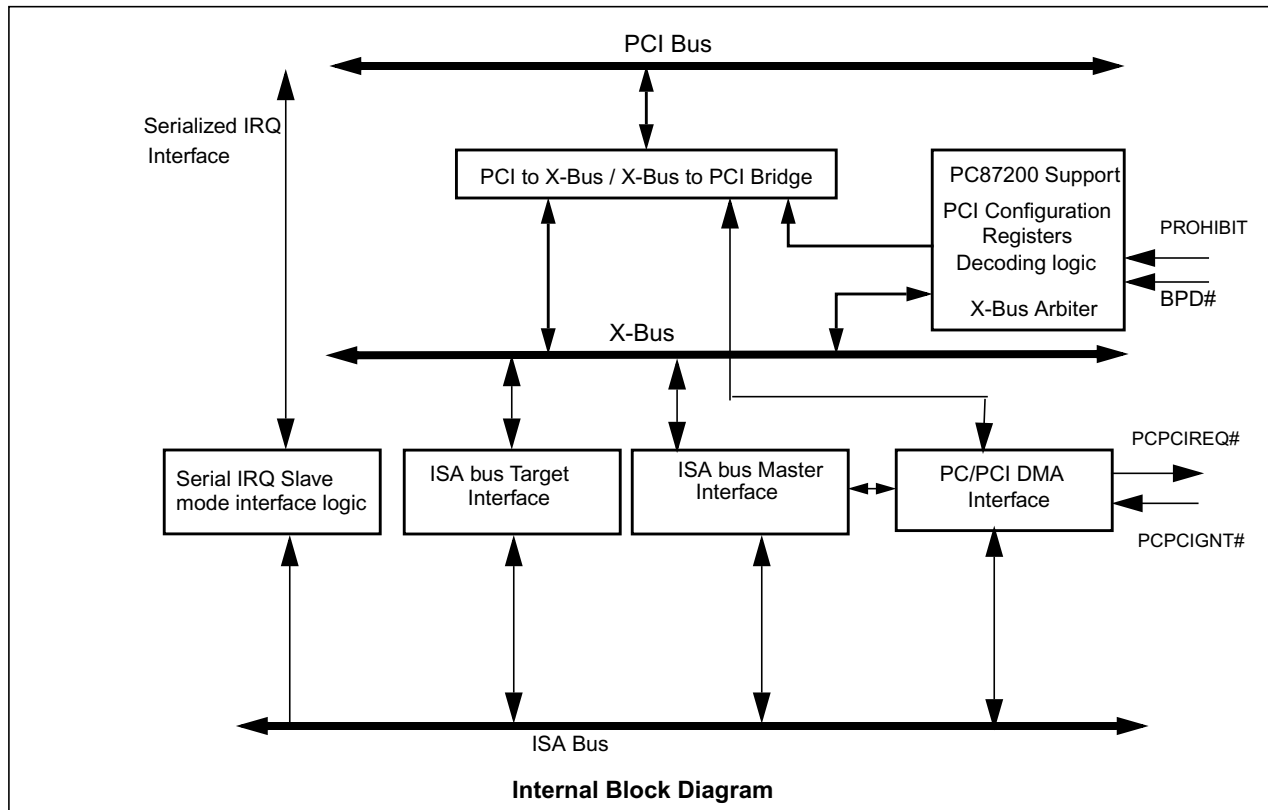 PCI Bus
Serialized IRQ
Interface
PCI to X-Bus / X-Bus to PCI Bridge
PC87200 Support
PCI Configuration
Registers
Decoding logic
X-Bus Arbiter
PROHIBIT
BPD#
X-Bus
Serial IRQ Slave
mode interface logic
ISA bus Target
Interface
ISA bus Master
Interface
PC/PCI DMA
Interface
PCPCIREQ#
PCPCIGNT#
ISA Bus
Internal Block Diagram